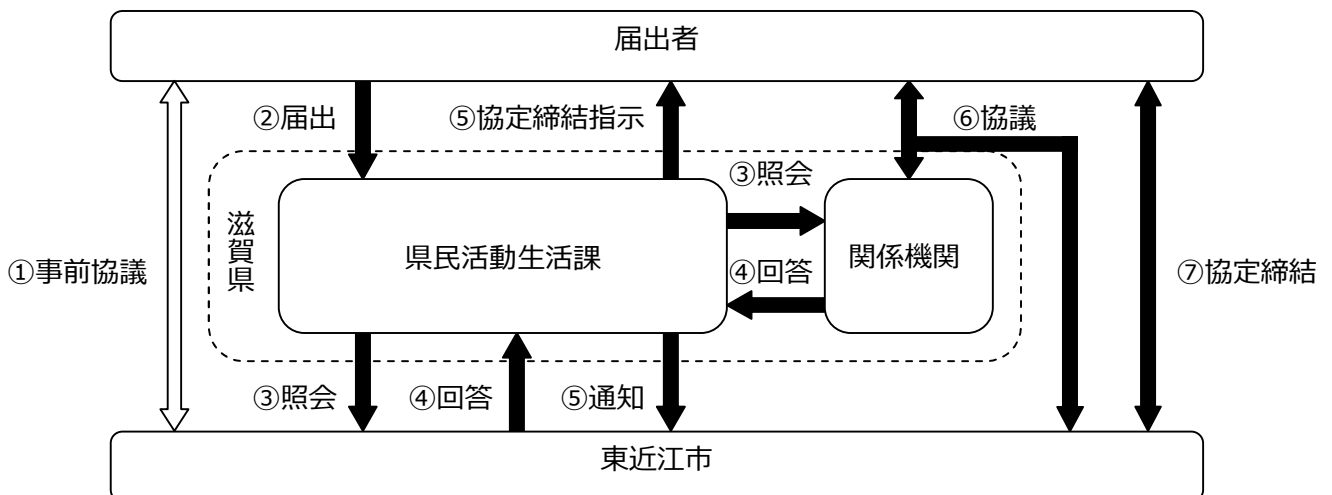 届出者
②届出
⑤協定締結指示
⑥協議
③照会
滋賀県
県民活動生活課
関係機関
①事前協議
④回答
⑦協定締結
③照会
④回答
⑤通知
東近江市